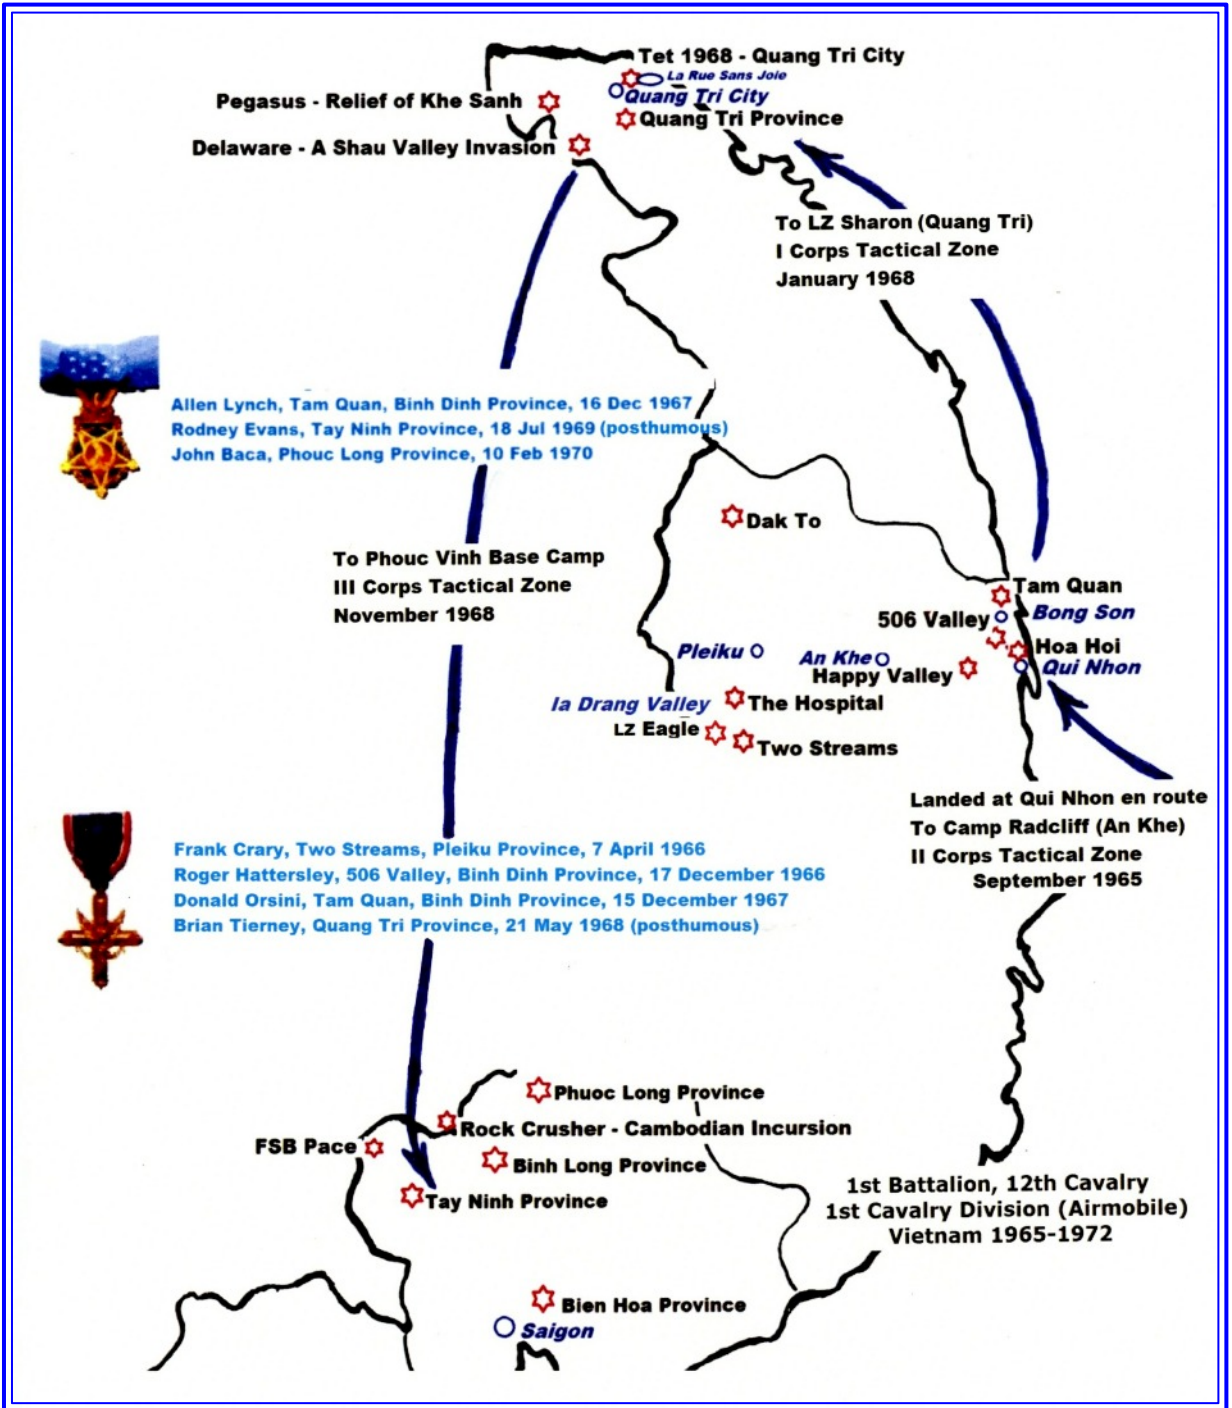 Tet 1968 - Quang Tri City
La Rue Sans Joie
Quang Tri City
Pegasus - Relief of Khe Sanh
Quang Tri Province
Delaware - A Shau Valley Invasion
To LZ Sharon (Quang Tri)
I Corps Tactical Zone
January 1968
Allen Lynch, Tam Quan, Binh Dinh Province, 16 Dec 1967
Rodney Evans, Tay Ninh Province, 18 Jul 1969 (posthumous)
John Baca, Phouc Long Province, 10 Feb 1970
Dak To
To Phouc Vinh Base Camp
III Corps Tactical Zone
November 1968
Tam Quan
Bong Son
506 Valley
Hoa Hoi
Pleiku
An Khe
Qui Nhon
Happy Valley
Ia Drang Valley
The Hospital
LZ Eagle
Two Streams
Landed at Qui Nhon en route
To Camp Radcliff (An Khe)
II Corps Tactical Zone
September 1965
Frank Crary, Two Streams, Pleiku Province, 7 April 1966
Roger Hattersley, 506 Valley, Binh Dinh Province, 17 December 1966
Donald Orsini, Tam Quan, Binh Dinh Province, 15 December 1967
Brian Tierney, Quang Tri Province, 21 May 1968 (posthumous)
Phuoc Long Province
Rock Crusher - Cambodian Incursion
FSB Pace
Binh Long Province
Tay Ninh Province
1st Battalion, 12th Cavalry
1st Cavalry Division (Airmobile)
Vietnam 1965-1972
Bien Hoa Province
Saigon